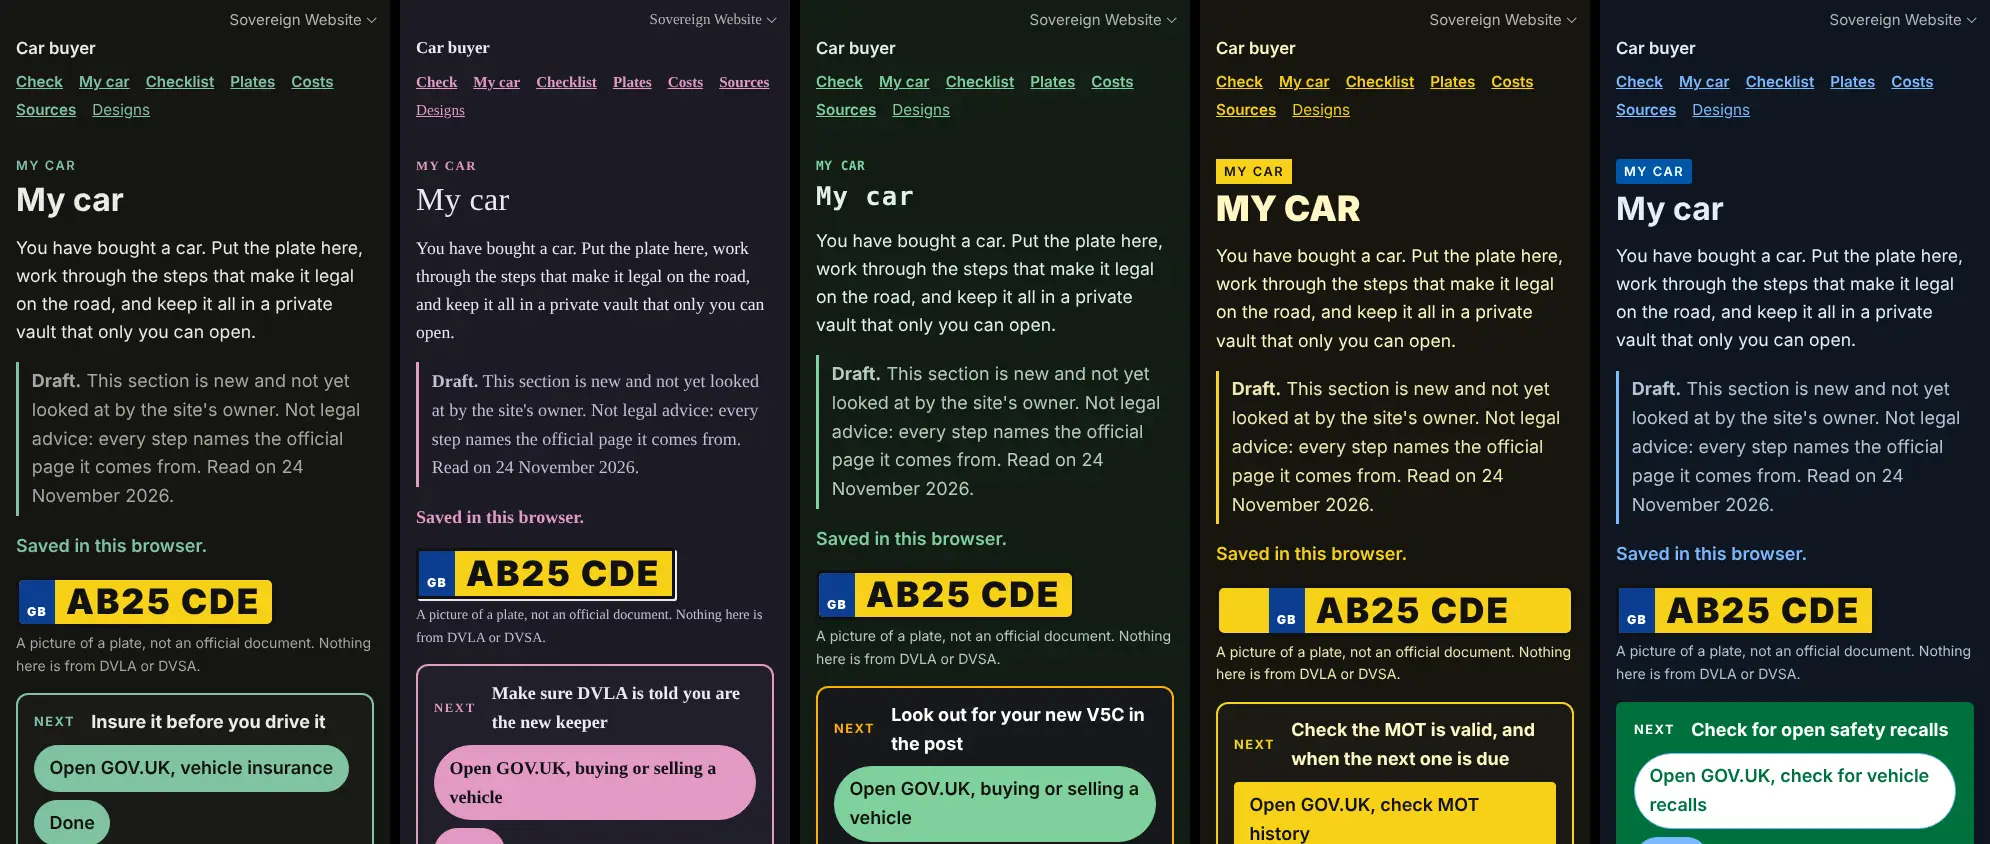 Sovereign Website
Car buyer
Check My car Checklist Plates Costs
Sources Designs
MY CAR
My car
You have bought a car. Put the plate here,
work through the steps that make it legal
on the road, and keep it all in a private
vault that only you can open.
Draft. This section is new and not yet
looked at by the site's owner. Not legal
advice: every step names the official
page it comes from. Read on 24
November 2026.
Saved in this browser.
GB AB25 CDE
A picture of a plate, not an official document. Nothing
here is from DVLA or DVSA.
NEXT Insure it before you drive it
Open GOV.UK, vehicle insurance
Done
Sovereign Website
Car buyer
Check My car Checklist Plates Costs Sources
Designs
MY CAR
My car
You have bought a car. Put the plate here, work
through the steps that make it legal on the road,
and keep it all in a private vault that only you can
open.
Draft. This section is new and not yet looked
at by the site's owner. Not legal advice: every
step names the official page it comes from.
Read on 24 November 2026.
Saved in this browser.
GB AB25 CDE
A picture of a plate, not an official document. Nothing here is
from DVLA or DVSA.
NEXT Make sure DVLA is told you are
the new keeper
Open GOV.UK, buying or selling a
vehicle
Sovereign Website
Car buyer
Check My car Checklist Plates Costs
Sources Designs
MY CAR
My car
You have bought a car. Put the plate here,
work through the steps that make it legal
on the road, and keep it all in a private
vault that only you can open.
Draft. This section is new and not yet
looked at by the site's owner. Not legal
advice: every step names the official
page it comes from. Read on 24
November 2026.
Saved in this browser.
GB AB25 CDE
A picture of a plate, not an official document. Nothing
here is from DVLA or DVSA.
NEXT Look out for your new V5C in
the post
Open GOV.UK, buying or selling a
vehicle
Sovereign Website
Car buyer
Check My car Checklist Plates Costs
Sources Designs
MY CAR
MY CAR
You have bought a car. Put the plate here,
work through the steps that make it legal
on the road, and keep it all in a private
vault that only you can open.
Draft. This section is new and not yet
looked at by the site's owner. Not legal
advice: every step names the official
page it comes from. Read on 24
November 2026.
Saved in this browser.
GB AB25 CDE
A picture of a plate, not an official document. Nothing
here is from DVLA or DVSA.
NEXT Check the MOT is valid, and
when the next one is due
Open GOV.UK, check MOT
history
Sovereign Website
Car buyer
Check My car Checklist Plates Costs
Sources Designs
MY CAR
My car
You have bought a car. Put the plate here,
work through the steps that make it legal
on the road, and keep it all in a private
vault that only you can open.
Draft. This section is new and not yet
looked at by the site's owner. Not legal
advice: every step names the official
page it comes from. Read on 24
November 2026.
Saved in this browser.
GB AB25 CDE
A picture of a plate, not an official document. Nothing
here is from DVLA or DVSA.
NEXT Check for open safety recalls
Open GOV.UK, check for vehicle
recalls